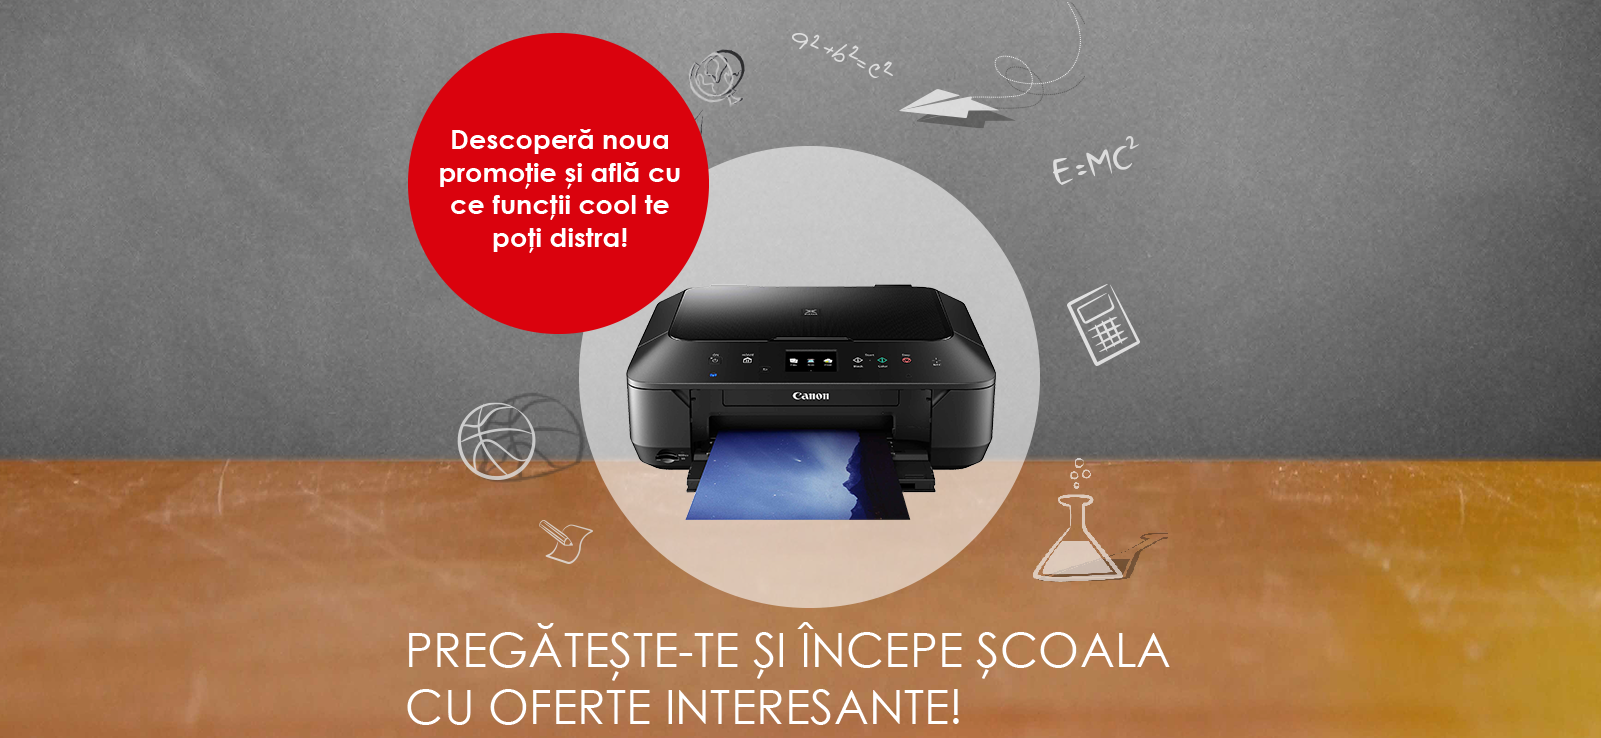 Descoperă noua
promoție și află cu
ce funcții cool te
poți distra!
a²+b²=c²
E=MC²
Canon
PREGĂTEȘTE-TE ȘI ÎNCEPE ȘCOALA
CU OFERTE INTERESANTE!